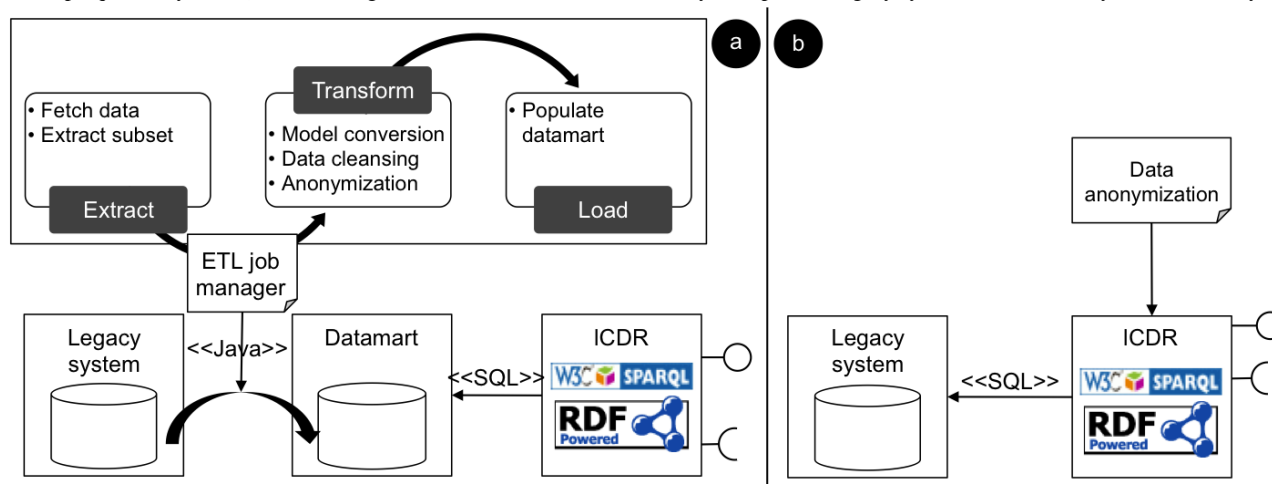 a
b
Transform
• Fetch data
• Extract subset
• Model conversion
• Data cleansing
• Anonymization
• Populate
datamart
Extract
Load
ETL job
manager
Data
anonymization
Legacy
system
<<Java>>
Datamart
<<SQL>>
ICDR
W3C SPARQL
RDF
Powered
Legacy
system
<<SQL>>
ICDR
W3C SPARQL
RDF
Powered